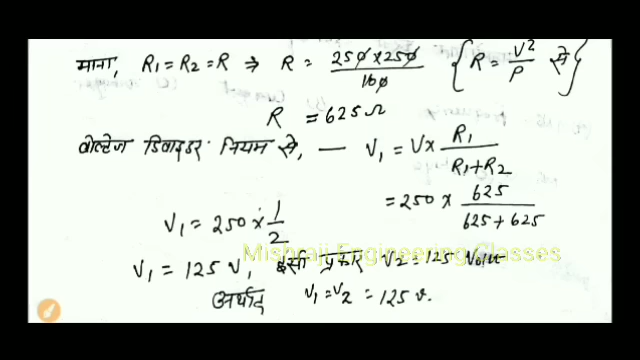 माना, R1 = R2 = R ⇒ R = 250 × 250 / 100 { R = V² / P से }
R = 625 Ω
वोल्टेज डिवाइडर नियम से, — V1 = V × R1 / R1 + R2
= 250 × 625 / 625 + 625
V1 = 250 × 1 / 2
Mishraji Engineering Classes
V1 = 125 V, इसी प्रकार V2 = 125 Volt
अर्थात V1 = V2 = 125 V.